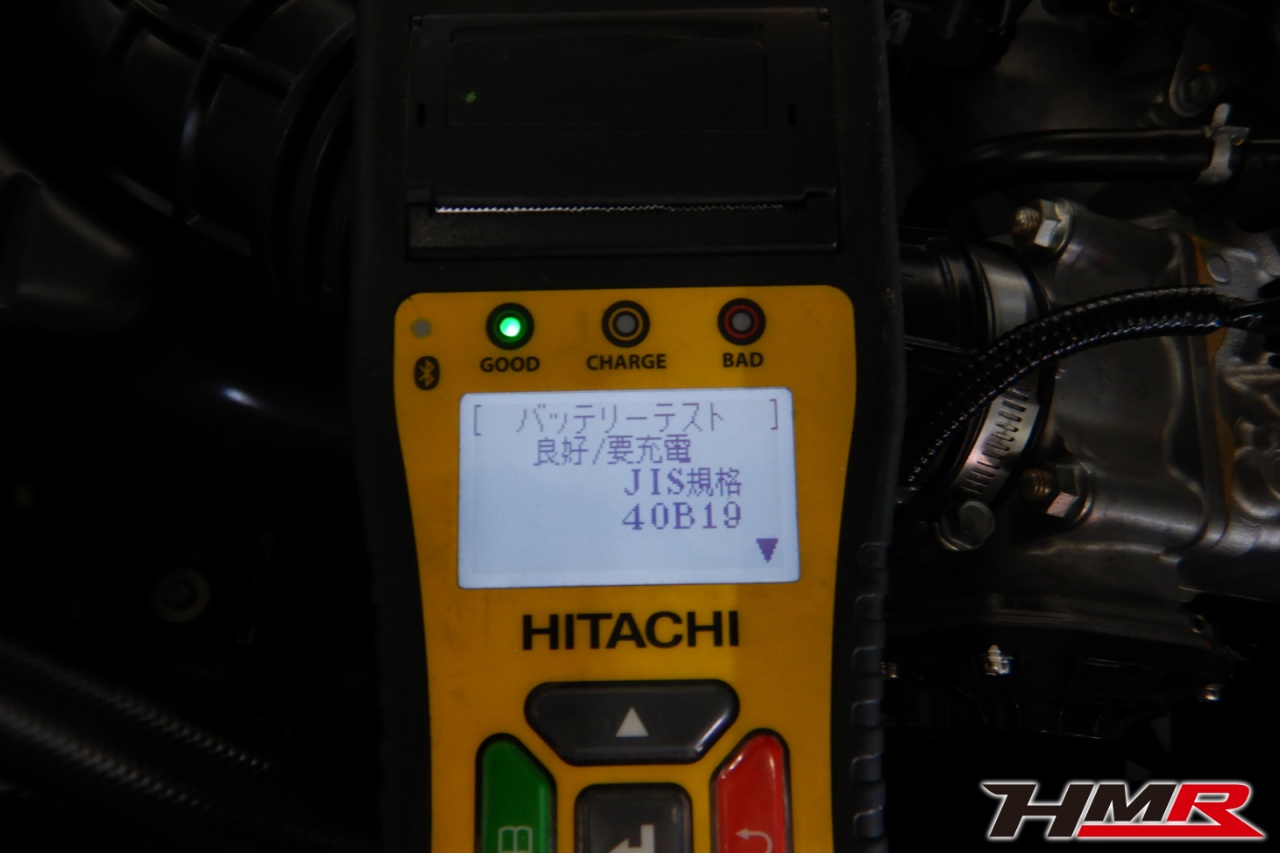 GOOD CHARGE BAD
[ バッテリーテスト ]
良好/要充電
JIS規格
40B19
HITACHI
HMR